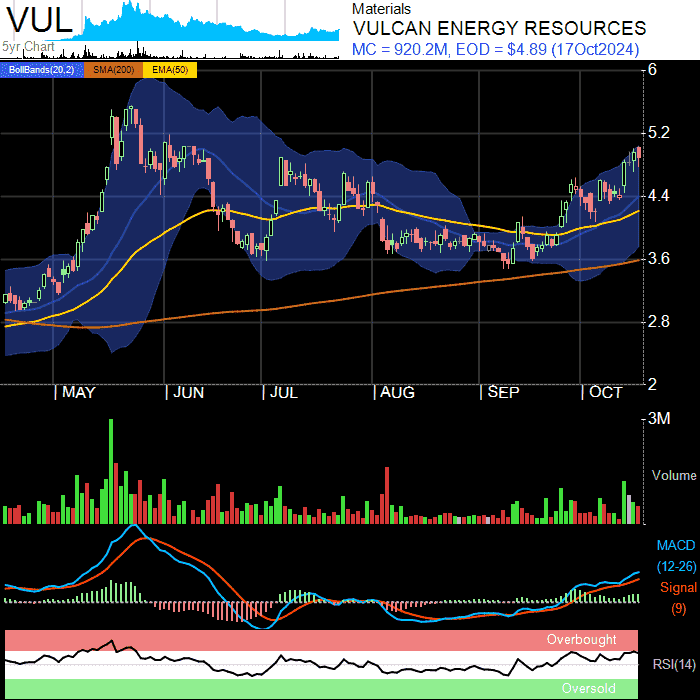 VUL
5yr Chart
Materials
VULCAN ENERGY RESOURCES
MC = 920.2M, EOD = $4.89 (17Oct2024)
BollBands(20,2) SMA(200) EMA(50)
6
5.2
4.4
3.6
2.8
2
MAY JUN JUL AUG SEP OCT
3M
Volume
MACD
(12-26)
Signal
(9)
Overbought
RSI(14)
Oversold